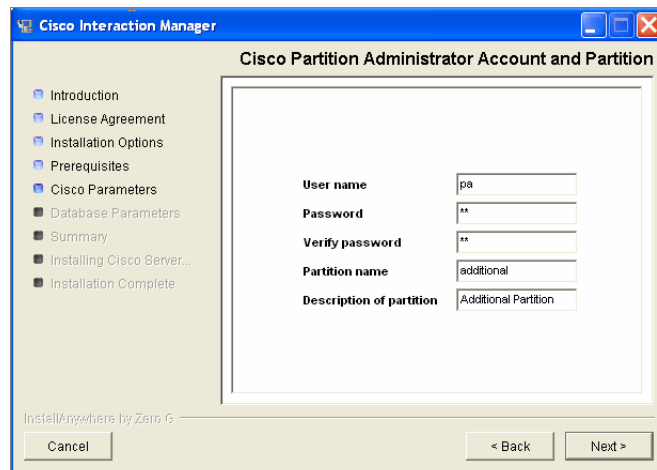 Cisco Interaction Manager
Cisco Partition Administrator Account and Partition
Introduction
License Agreement
Installation Options
Prerequisites
Cisco Parameters
Database Parameters
Summary
Installing Cisco Server...
Installation Complete
User name pa
Password **
Verify password **
Partition name additional
Description of partition Additional Partition
InstallAnywhere by Zero G
Cancel
< Back
Next >